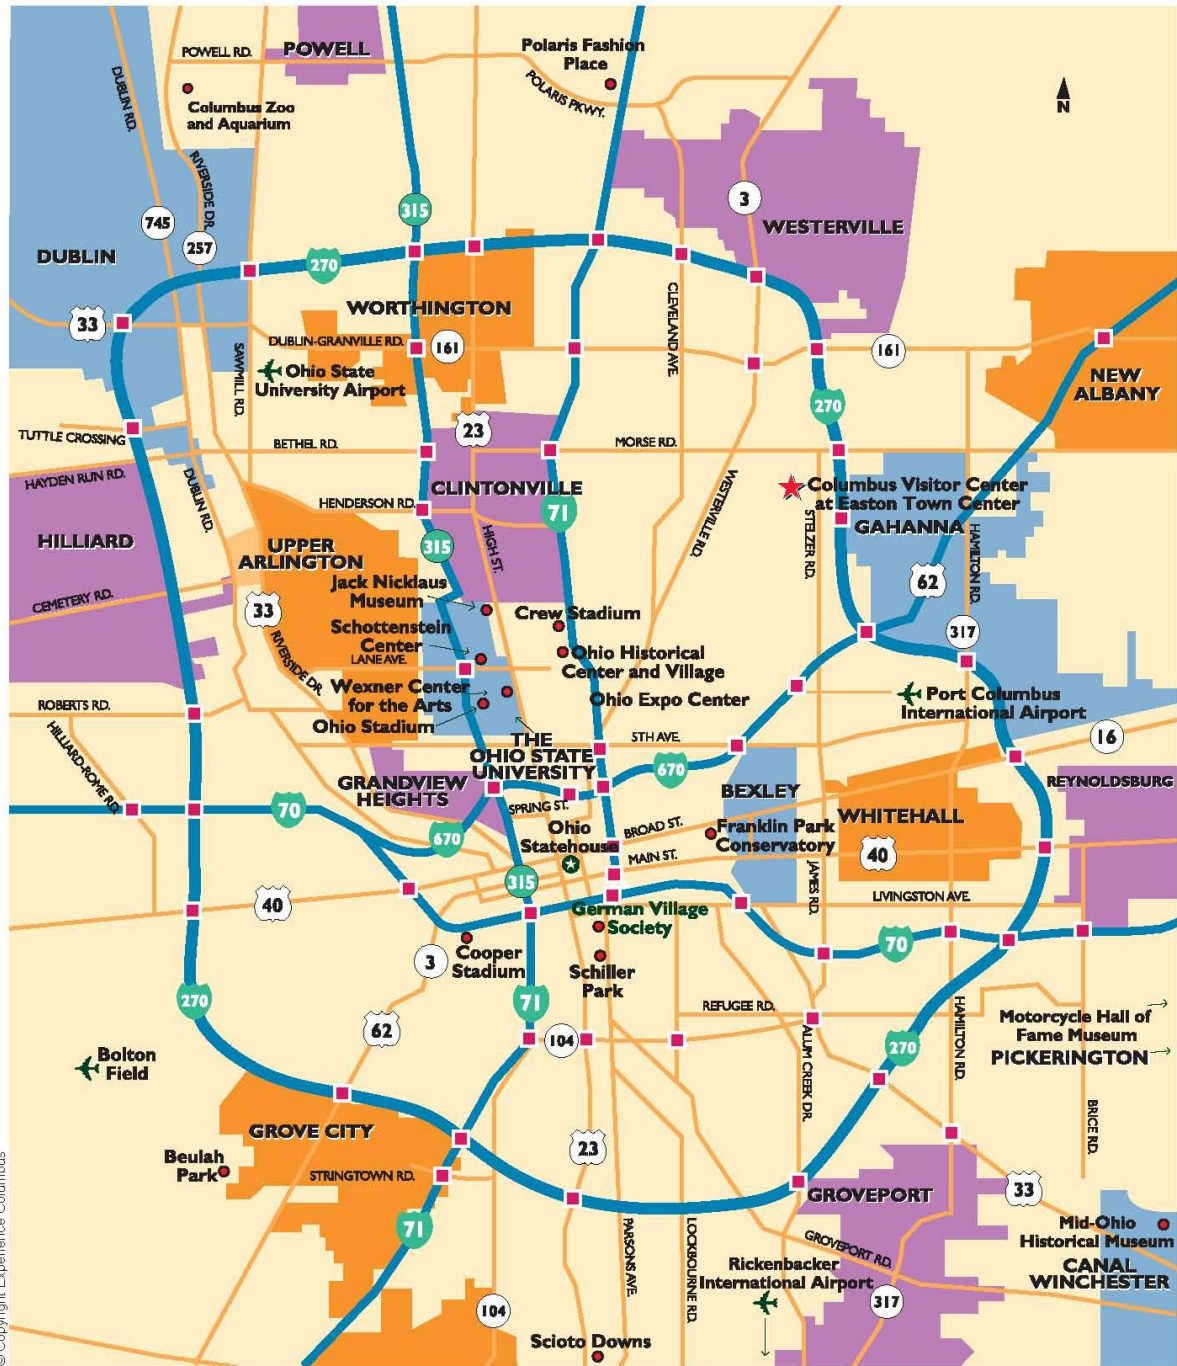 POWELL RD.
POWELL
Polaris Fashion
Place
POLARIS PKWY.
DUBLIN RD.
Columbus Zoo
and Aquarium
N
RIVERSIDE DR.
745
257
315
3
WESTERVILLE
DUBLIN
270
33
WORTHINGTON
CLEVELAND AVE.
DUBLIN-GRANVILLE RD.
161
161
SAWMILL RD.
Ohio State
University Airport
NEW
ALBANY
270
TUTTLE CROSSING
BETHEL RD.
23
MORSE RD.
HAYDEN RUN RD.
DUBLIN RD.
CLINTONVILLE
WESTERVILLE RD.
Columbus Visitor Center
at Easton Town Center
HENDERSON RD.
71
STELZER RD.
GAHANNA
HAMILTON RD.
HILLIARD
UPPER
ARLINGTON
315
HIGH ST.
62
CEMETERY RD.
33
Jack Nicklaus
Museum
Crew Stadium
Schottenstein
Center
317
RIVERSIDE DR.
LANE AVE.
Ohio Historical
Center and Village
Wexner Center
for the Arts
Ohio Expo Center
Port Columbus
International Airport
ROBERTS RD.
Ohio Stadium
HILLIARD-ROME RD.
THE
OHIO STATE
UNIVERSITY
5TH AVE.
16
670
GRANDVIEW
HEIGHTS
BEXLEY
REYNOLDSBURG
70
SPRING ST.
WHITEHALL
670
Ohio
Statehouse
BROAD ST.
Franklin Park
Conservatory
MAIN ST.
40
315
JAMES RD.
LIVINGSTON AVE.
40
German Village
Society
70
3
Cooper
Stadium
Schiller
Park
270
71
REFUGEE RD.
HAMILTON RD.
Motorcycle Hall of
Fame Museum
PICKERINGTON
62
104
ALUM CREEK DR.
270
Bolton
Field
BRICE RD.
GROVE CITY
23
Beulah
Park
STRINGTOWN RD.
GROVEPORT
33
71
PARSONS AVE.
LOCKBOURNE RD.
GROVEPORT RD.
Mid-Ohio
Historical Museum
Rickenbacker
International Airport
CANAL
WINCHESTER
104
317
Scioto Downs
© Copyright Experience Columbus